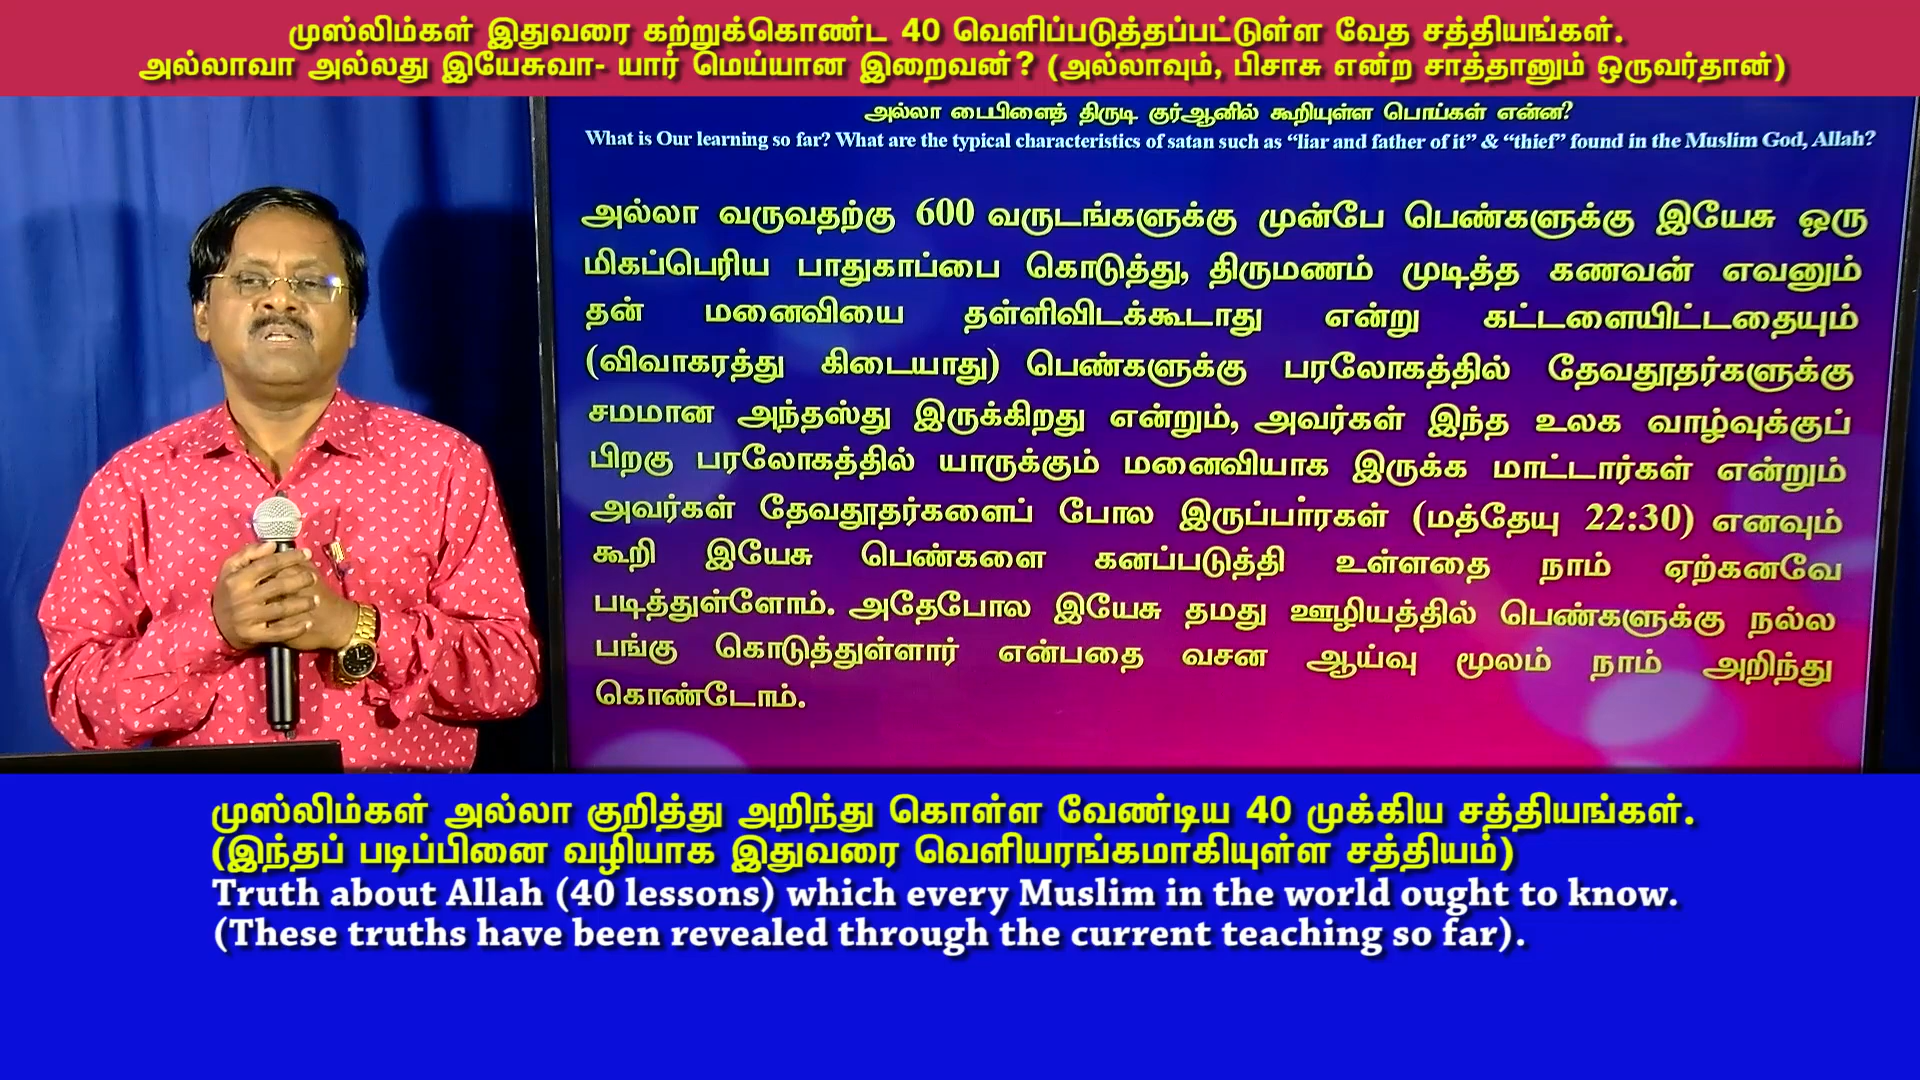 முஸ்லிம்கள் இதுவரை கற்றுக்கொண்ட 40 வெளிப்படுத்தப்பட்டுள்ள வேத சத்தியங்கள்.
அல்லாவா அல்லது இயேசுவா- யார் மெய்யான இறைவன்? (அல்லாவும், பிசாசு என்ற சாத்தானும் ஒருவர்தான்)
அல்லா பைபிளைத் திருடி குர்ஆனில் கூறியுள்ள பொய்கள் என்ன?
What is Our learning so far? What are the typical characteristics of satan such as “liar and father of it” & “thief” found in the Muslim God, Allah?
அல்லா வருவதற்கு 600 வருடங்களுக்கு முன்பே பெண்களுக்கு இயேசு ஒரு
மிகப்பெரிய பாதுகாப்பை கொடுத்து, திருமணம் முடித்த கணவன் எவனும்
தன் மனைவியை தள்ளிவிடக்கூடாது என்று கட்டளையிட்டதையும்
(விவாகரத்து கிடையாது) பெண்களுக்கு பரலோகத்தில் தேவதூதர்களுக்கு
சமமான அந்தஸ்து இருக்கிறது என்றும், அவர்கள் இந்த உலக வாழ்வுக்குப்
பிறகு பரலோகத்தில் யாருக்கும் மனைவியாக இருக்க மாட்டார்கள் என்றும்
அவர்கள் தேவதூதர்களைப் போல இருப்பா்ரகள் (மத்தேயு 22:30) எனவும்
கூறி இயேசு பெண்களை கனப்படுத்தி உள்ளதை நாம் ஏற்கனவே
படித்துள்ளோம். அதேபோல இயேசு தமது ஊழியத்தில் பெண்களுக்கு நல்ல
பங்கு கொடுத்துள்ளார் என்பதை வசன ஆய்வு மூலம் நாம் அறிந்து
கொண்டோம்.
முஸ்லிம்கள் அல்லா குறித்து அறிந்து கொள்ள வேண்டிய 40 முக்கிய சத்தியங்கள்.
(இந்தப் படிப்பினை வழியாக இதுவரை வெளியரங்கமாகியுள்ள சத்தியம்)
Truth about Allah (40 lessons) which every Muslim in the world ought to know.
(These truths have been revealed through the current teaching so far).